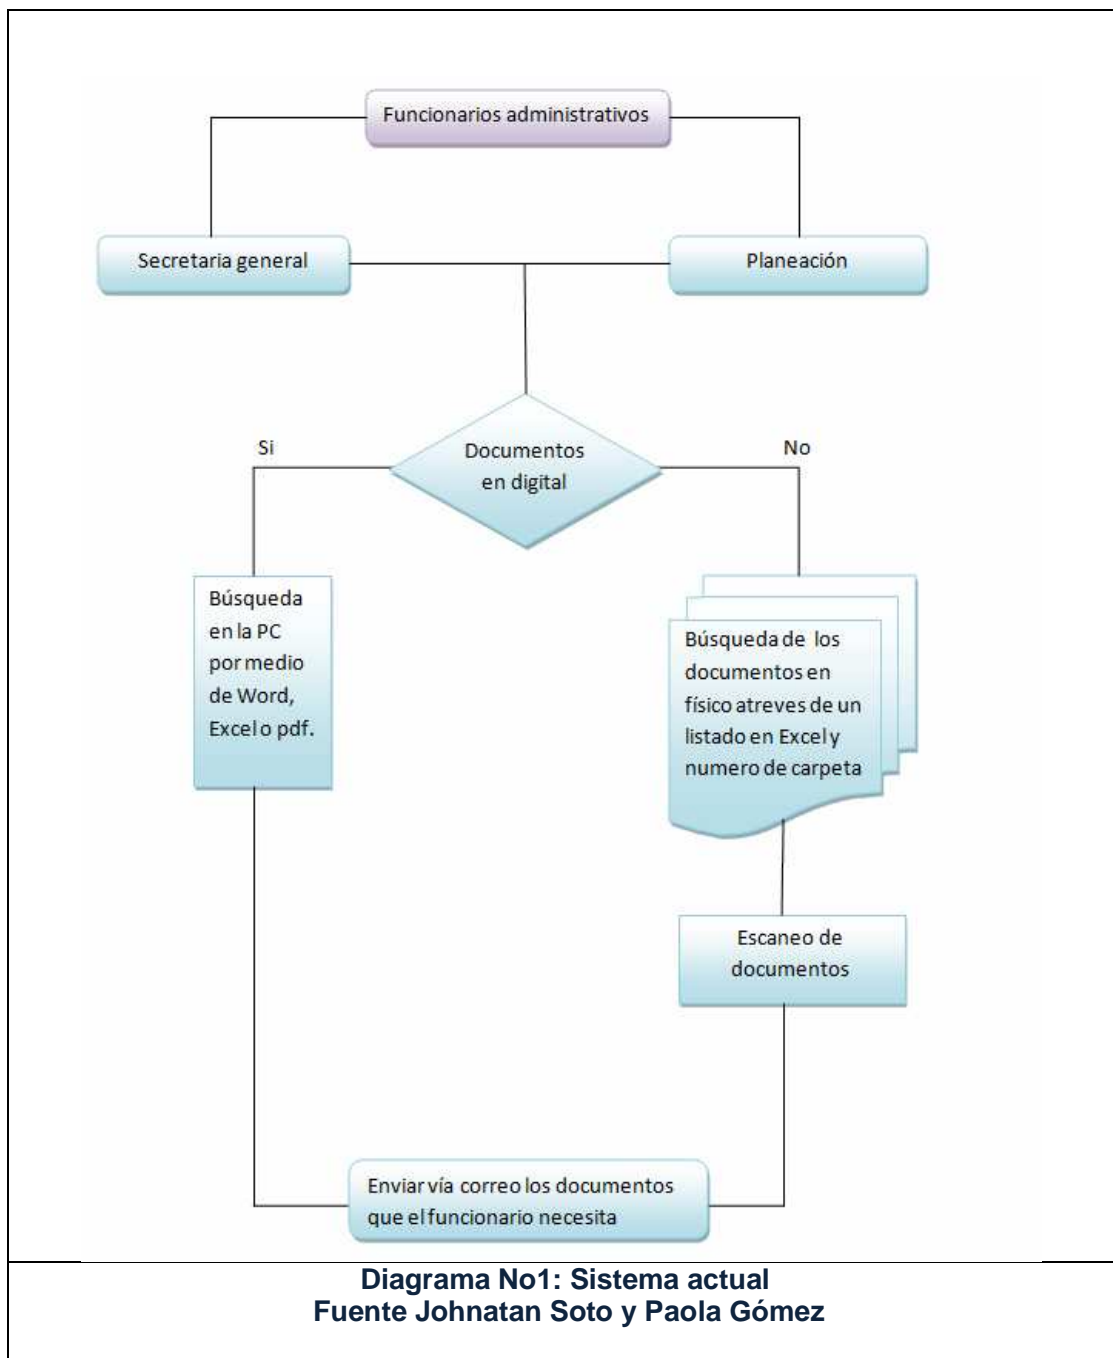 Funcionarios administrativos
Secretaria general
Planeación
Documentos
en digital
Si
No
Búsqueda
en la PC
por medio
de Word,
Excel o pdf.
Búsqueda de los
documentos en
físico atreves de un
listado en Excel y
numero de carpeta
Escaneo de
documentos
Enviar vía correo los documentos
que el funcionario necesita
Diagrama No1: Sistema actual
Fuente Johnatan Soto y Paola Gómez